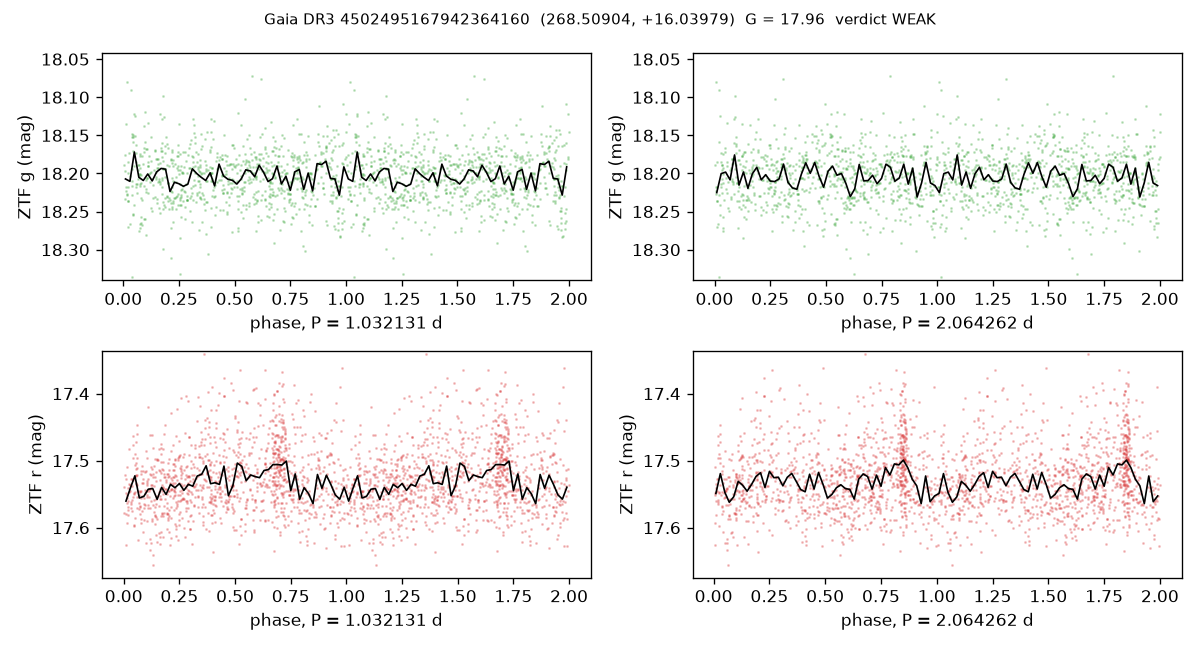 Gaia DR3 4502495167942364160 (268.50904, +16.03979) G = 17.96 verdict WEAK
18.05
18.10
18.15
18.20
18.25
18.30
ZTF g (mag)
0.00 0.25 0.50 0.75 1.00 1.25 1.50 1.75 2.00
phase, P = 1.032131 d
18.05
18.10
18.15
18.20
18.25
18.30
ZTF g (mag)
0.00 0.25 0.50 0.75 1.00 1.25 1.50 1.75 2.00
phase, P = 2.064262 d
17.4
17.5
17.6
ZTF r (mag)
0.00 0.25 0.50 0.75 1.00 1.25 1.50 1.75 2.00
phase, P = 1.032131 d
17.4
17.5
17.6
ZTF r (mag)
0.00 0.25 0.50 0.75 1.00 1.25 1.50 1.75 2.00
phase, P = 2.064262 d